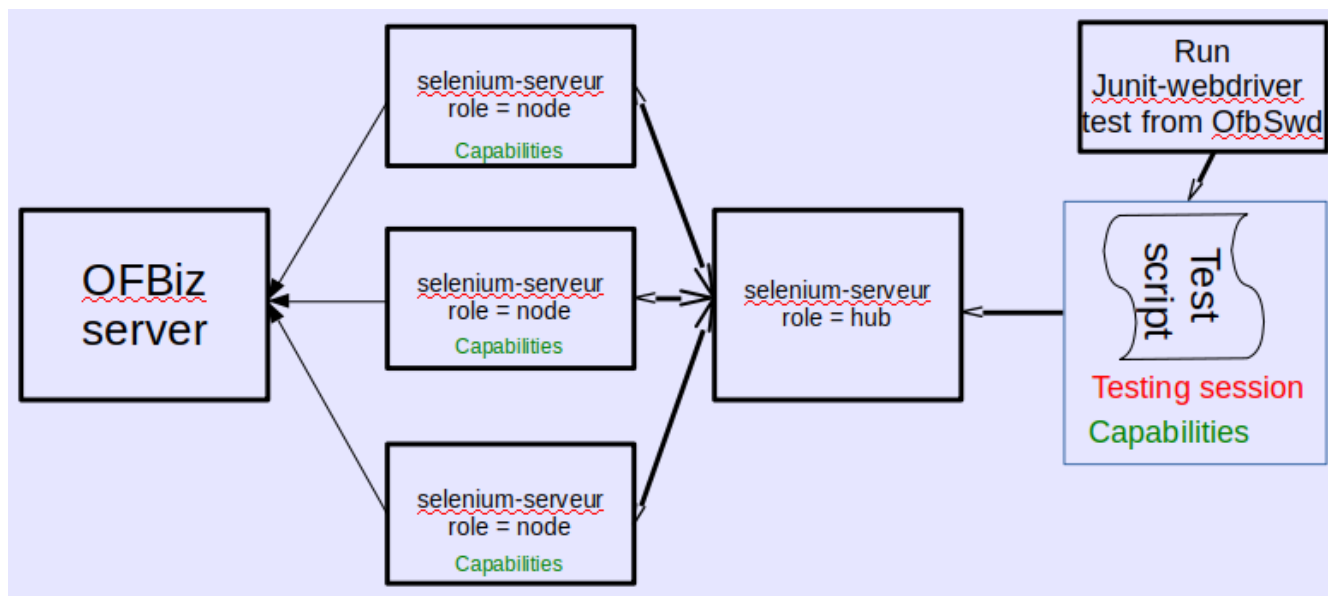 OFBiz
server
selenium-serveur
role = node
Capabilities
selenium-serveur
role = node
Capabilities
selenium-serveur
role = node
Capabilities
selenium-serveur
role = hub
Run
Junit-webdriver
test from OfbSwd
Test
script
Testing session
Capabilities